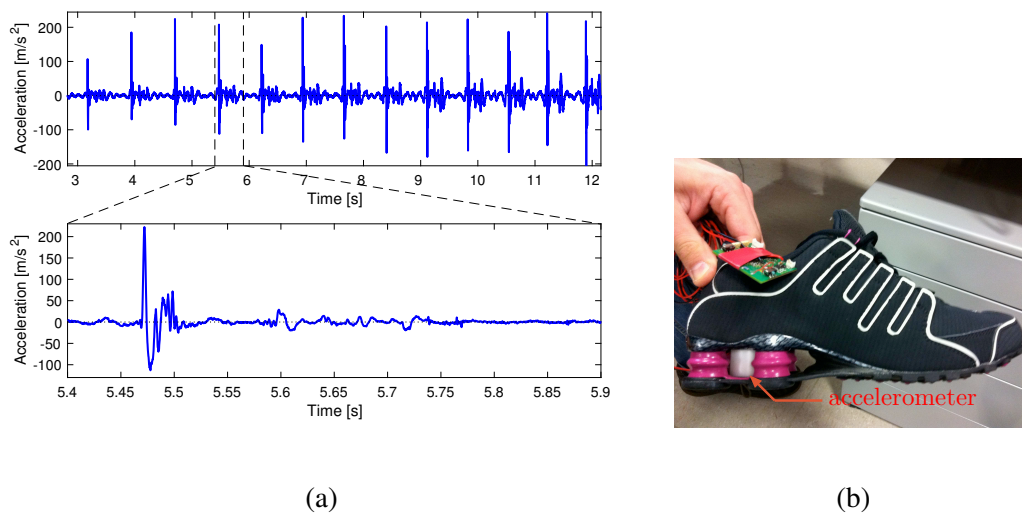 Acceleration [m/s²]
200
100
0
-100
-200
3 4 5 6 7 8 9 10 11 12
Time [s]
Acceleration [m/s²]
200
150
100
50
0
-50
-100
5.4 5.45 5.5 5.55 5.6 5.65 5.7 5.75 5.8 5.85 5.9
Time [s]
accelerometer
(a) (b)